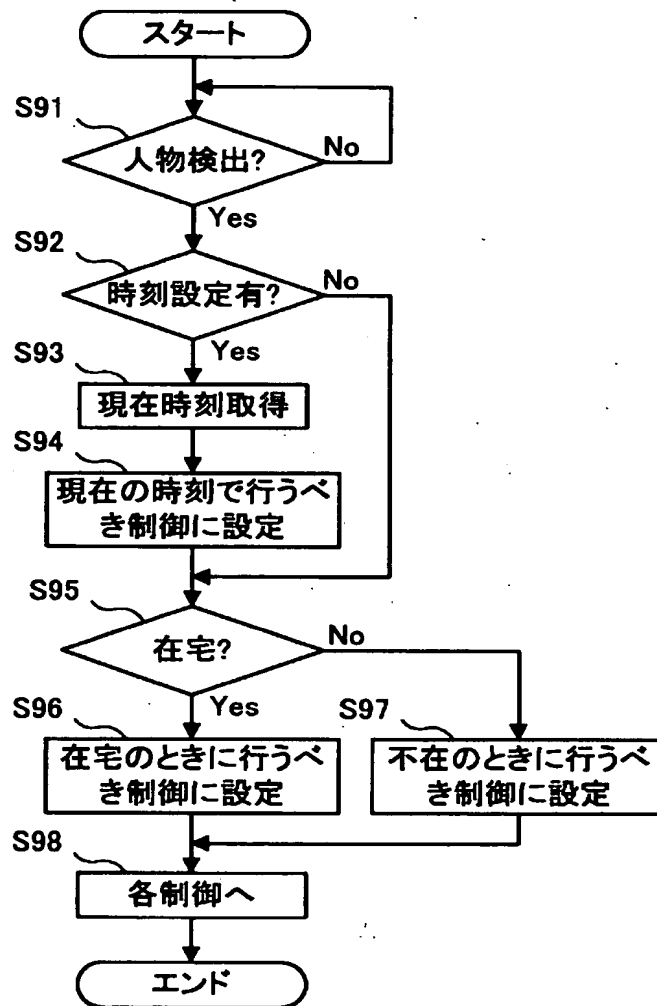 スタート
S91
人物検出?
No
Yes
S92
時刻設定有?
No
Yes
S93
現在時刻取得
S94
現在の時刻で行うべ
き制御に設定
S95
在宅?
No
Yes
S96
在宅のときに行うべ
き制御に設定
S97
不在のときに行うべ
き制御に設定
S98
各制御へ
エンド